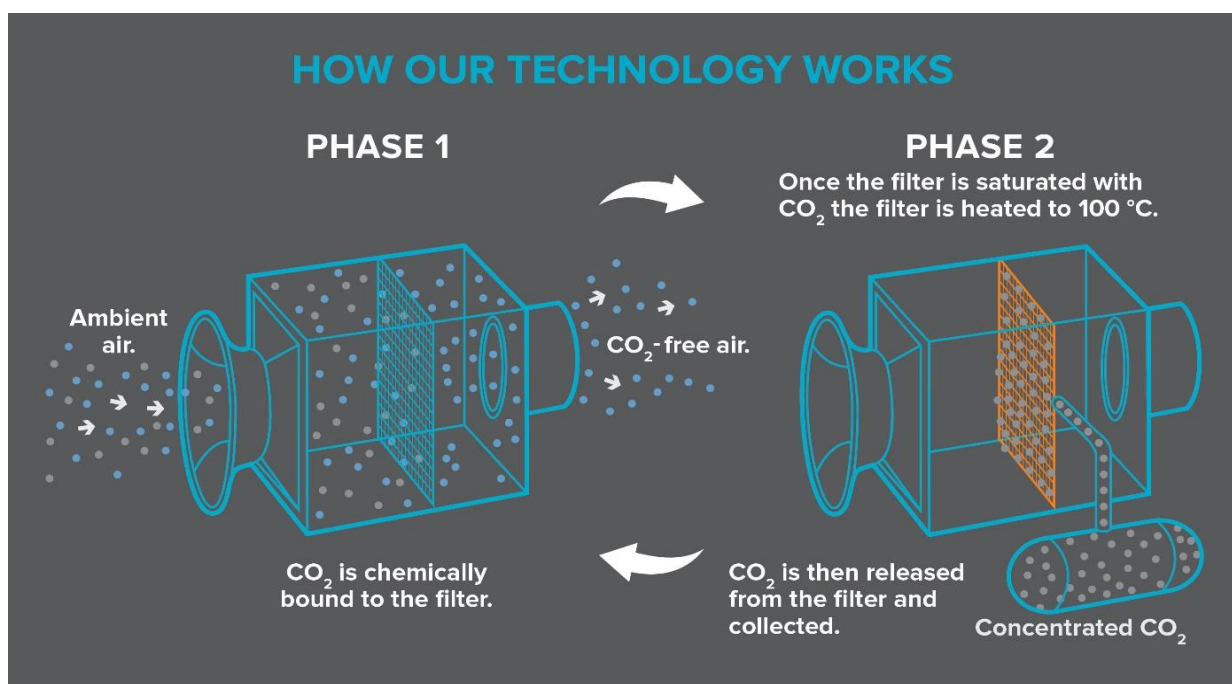 HOW OUR TECHNOLOGY WORKS
PHASE 1
PHASE 2
Once the filter is saturated with
CO₂ the filter is heated to 100 °C.
Ambient
air.
CO₂-free air.
CO₂ is chemically
bound to the filter.
CO₂ is then released
from the filter and
collected.
Concentrated CO₂